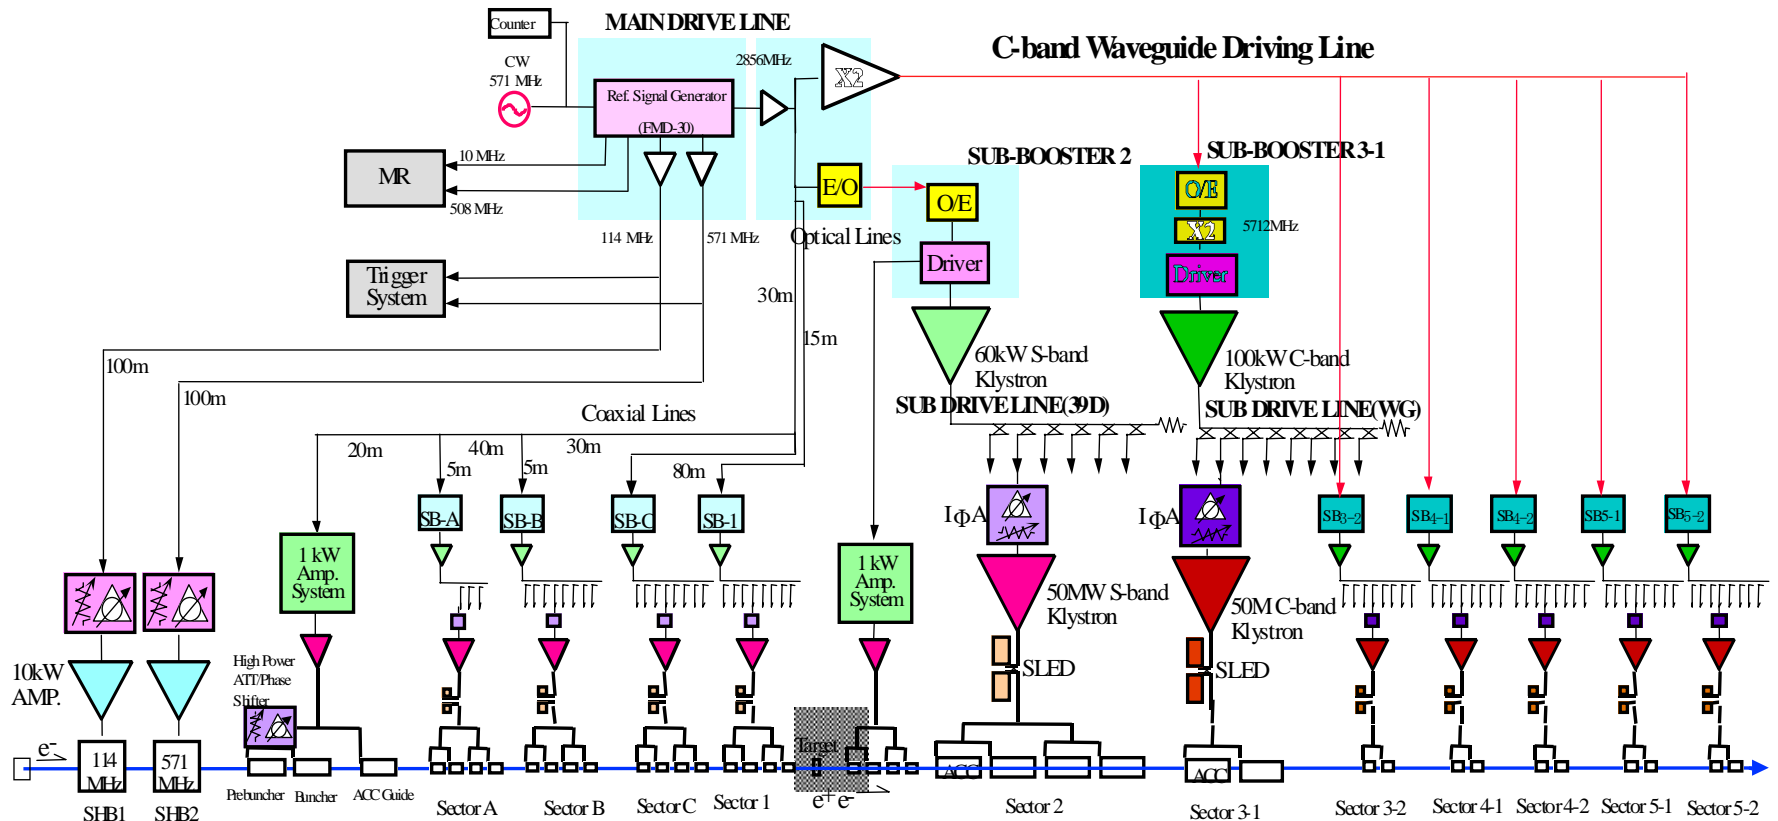 Counter
MAIN DRIVE LINE
C-band Waveguide Driving Line
2856MHz
X2
CW
571 MHz
Ref. Signal Generator
(FMD-30)
10 MHz
MR
508 MHz
E/O
SUB-BOOSTER 2
SUB-BOOSTER 3-1
O/E
O/E
X2
5712MHz
114 MHz
571 MHz
Optical Lines
Driver
Driver
Trigger
System
30m
15m
60kW S-band
Klystron
100kW C-band
Klystron
100m
100m
Coaxial Lines
SUB DRIVE LINE(39D)
SUB DRIVE LINE(WG)
20m
40m
30m
5m
5m
80m
SB-A
SB-B
SB-C
SB-1
IΦA
IΦA
SB3-2
SB4-1
SB4-2
SB5-1
SB5-2
1 kW
Amp.
System
1 kW
Amp.
System
50MW S-band
Klystron
50M C-band
Klystron
10kW
AMP.
High Power
ATT/Phase
Shifter
SLED
SLED
e-
114
MHz
571
MHz
Target
ACC
ACC
Prebuncher
Buncher
ACC Guide
e+ e-
SHB1
SHB2
Sector A
Sector B
Sector C
Sector 1
Sector 2
Sector 3-1
Sector 3-2
Sector 4-1
Sector 4-2
Sector 5-1
Sector 5-2